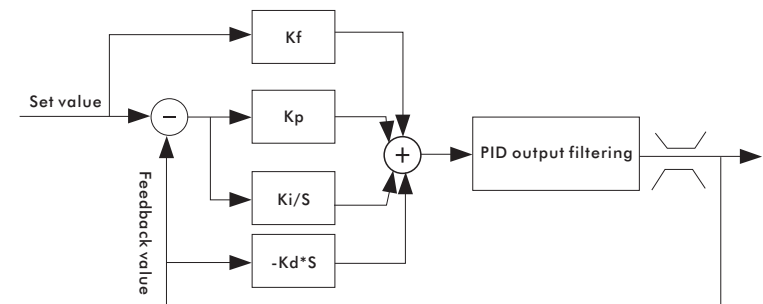 Kf
Set value
−
Kp
+
PID output filtering
Feedback value
Ki/S
-Kd*S